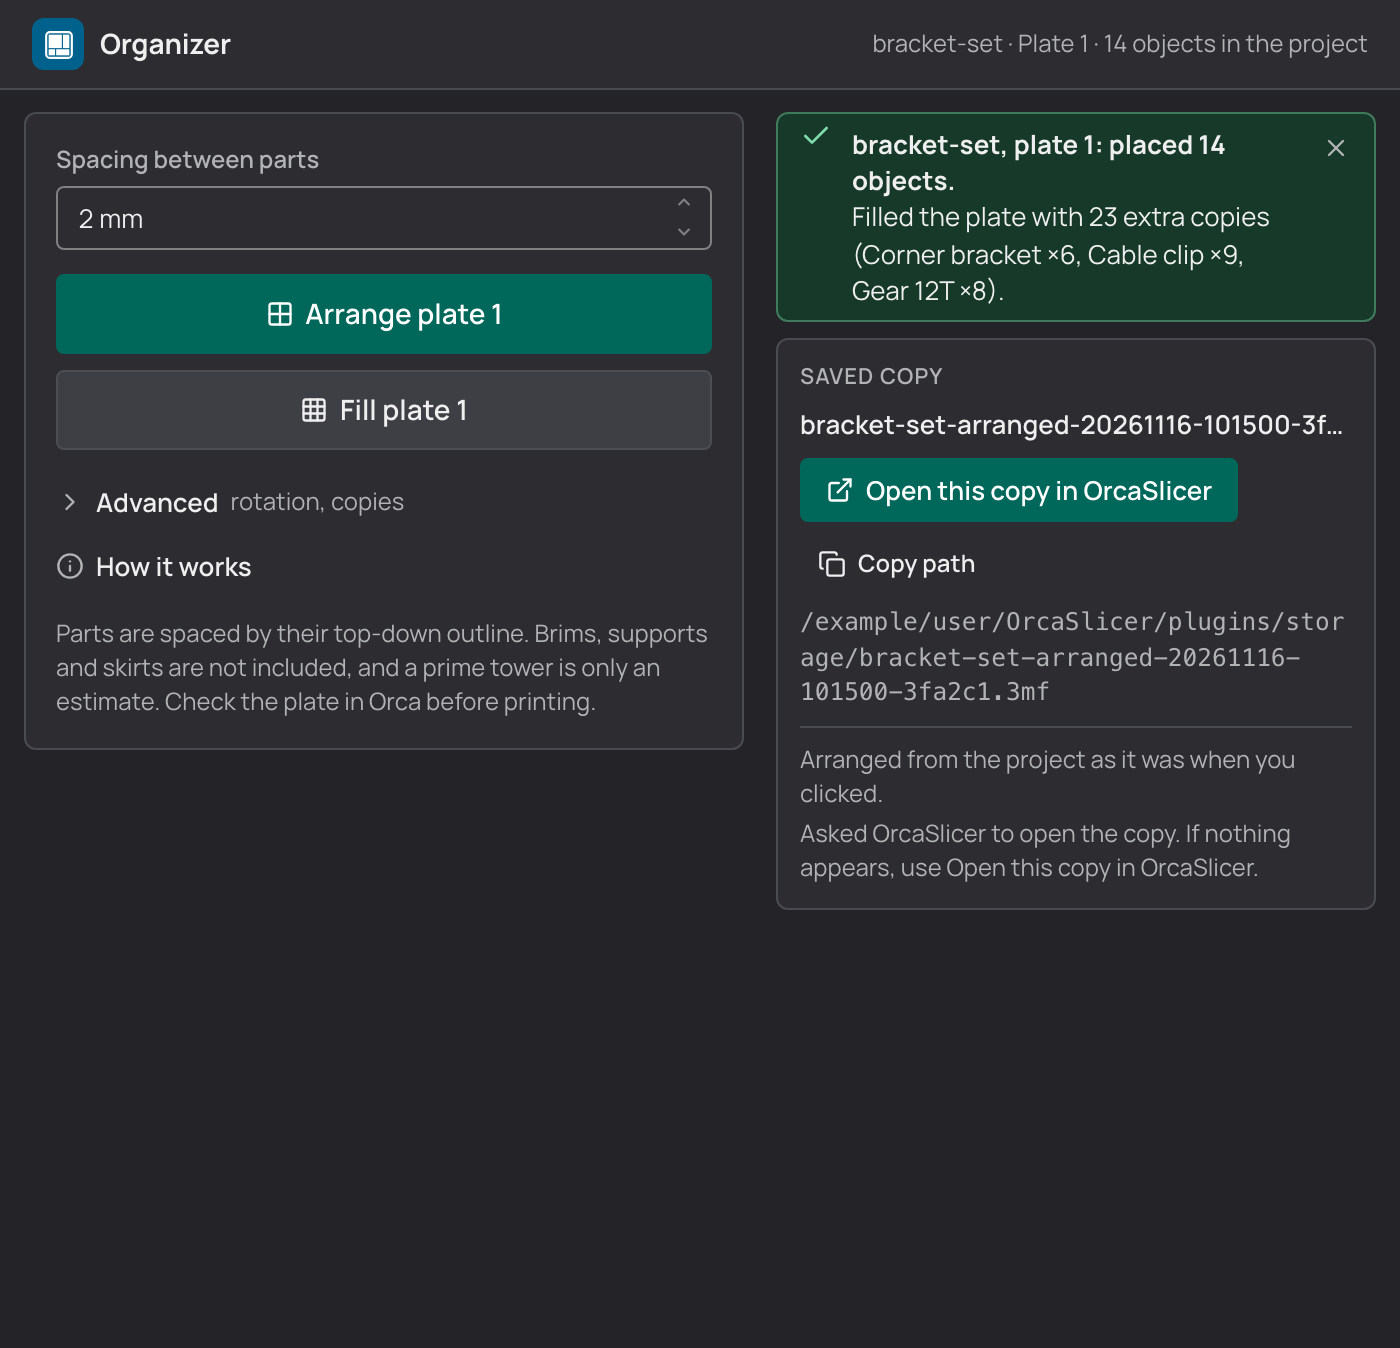 Organizer
bracket-set · Plate 1 · 14 objects in the project
Spacing between parts
2 mm
Arrange plate 1
Fill plate 1
Advanced rotation, copies
How it works
Parts are spaced by their top-down outline. Brims, supports
and skirts are not included, and a prime tower is only an
estimate. Check the plate in Orca before printing.
bracket-set, plate 1: placed 14
objects.
Filled the plate with 23 extra copies
(Corner bracket ×6, Cable clip ×9,
Gear 12T ×8).
SAVED COPY
bracket-set-arranged-20261116-101500-3f…
Open this copy in OrcaSlicer
Copy path
/example/user/OrcaSlicer/plugins/stor
age/bracket-set-arranged-20261116-
101500-3fa2c1.3mf
Arranged from the project as it was when you
clicked.
Asked OrcaSlicer to open the copy. If nothing
appears, use Open this copy in OrcaSlicer.